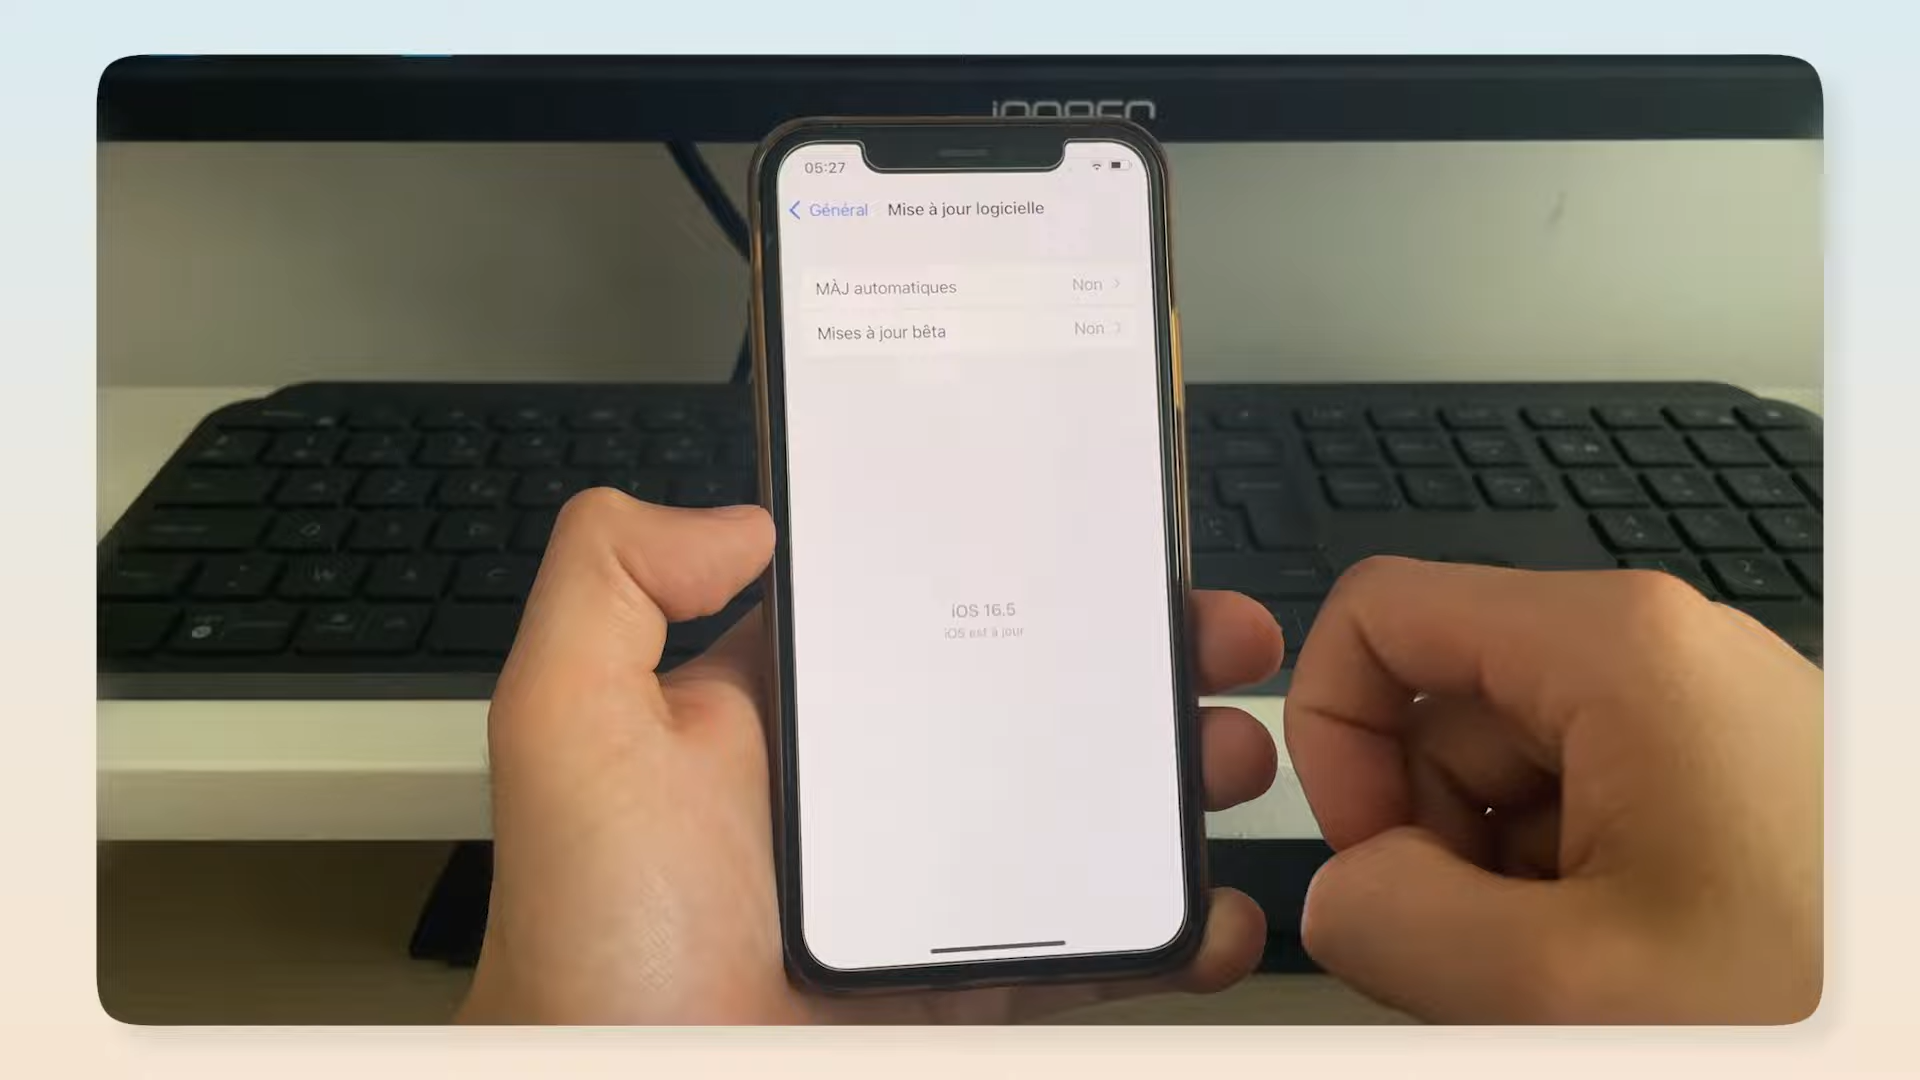 05:27
Général
Mise à jour logicielle
MÀJ automatiques
Non
Mises à jour bêta
Non
iOS 16.5
iOS est à jour